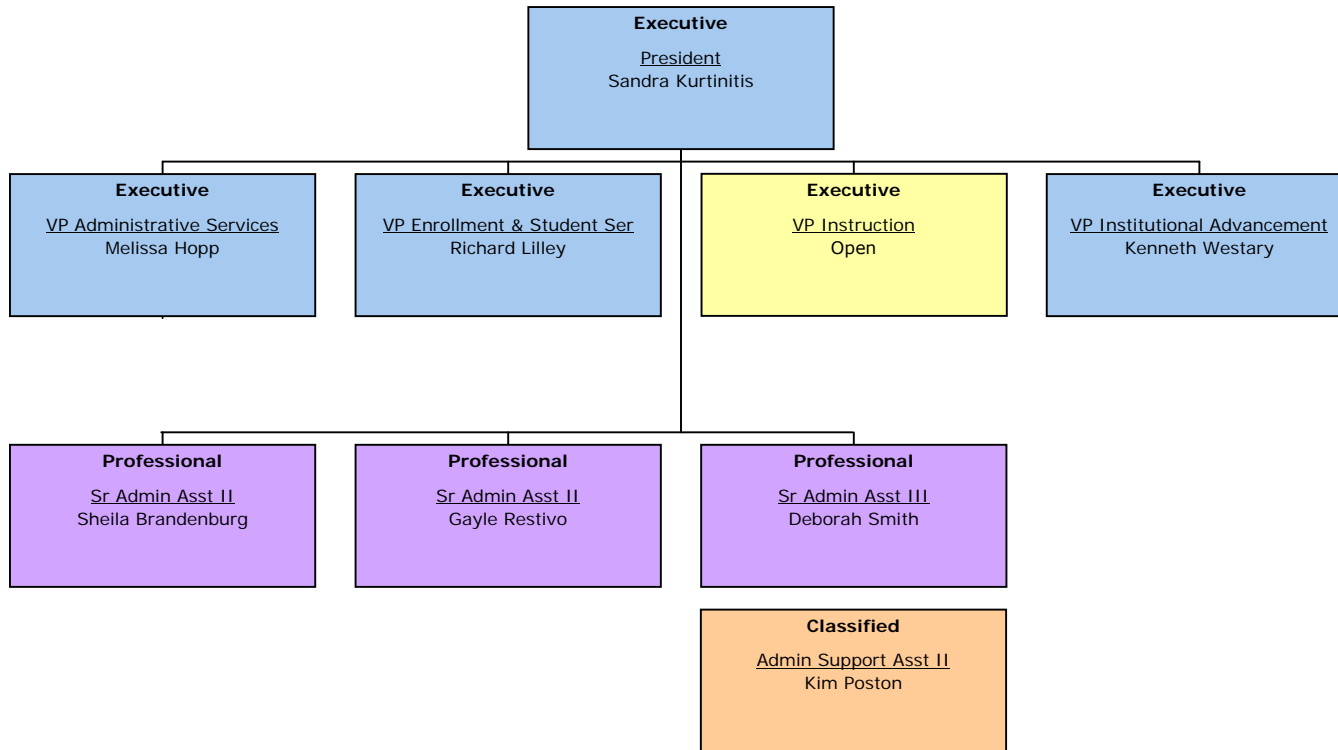 Executive
President
Sandra Kurtinitis
Executive
VP Administrative Services
Melissa Hopp
Executive
VP Enrollment & Student Ser
Richard Lilley
Executive
VP Instruction
Open
Executive
VP Institutional Advancement
Kenneth Westary
Professional
Sr Admin Asst II
Sheila Brandenburg
Professional
Sr Admin Asst II
Gayle Restivo
Professional
Sr Admin Asst III
Deborah Smith
Classified
Admin Support Asst II
Kim Poston